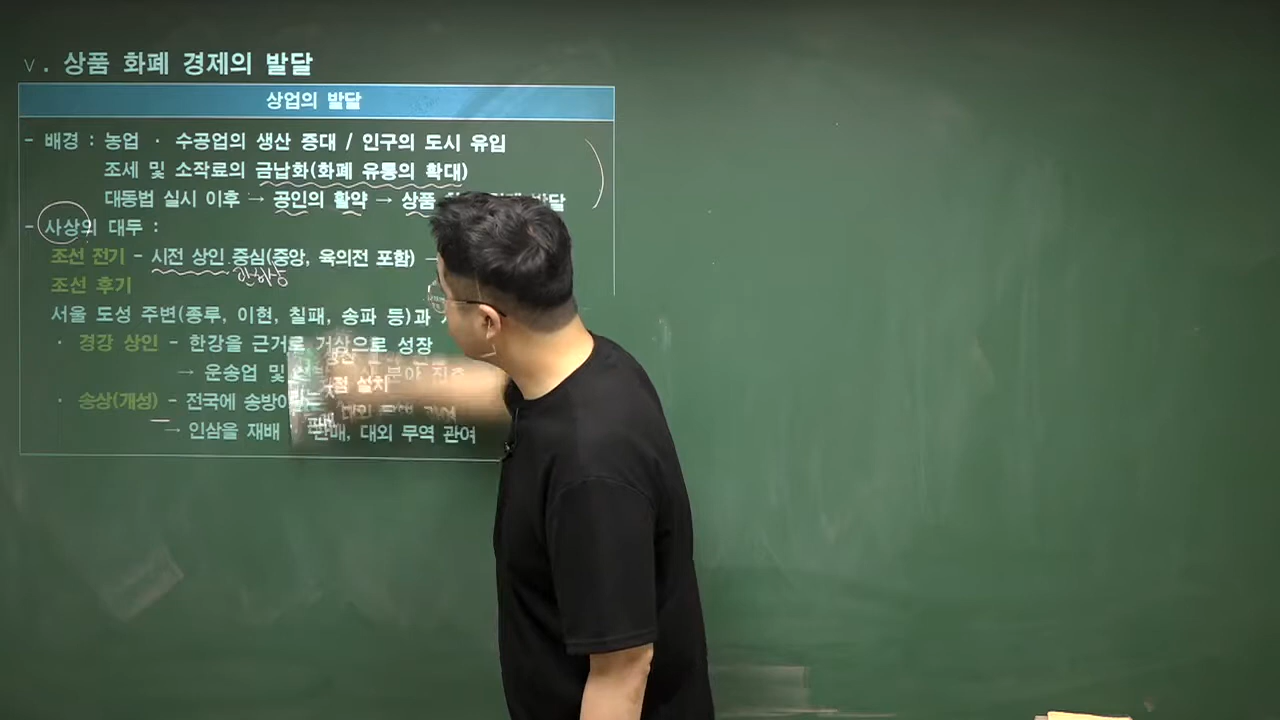 v. 상품 화폐 경제의 발달
상업의 발달
- 배경 : 농업 · 수공업의 생산 증대 / 인구의 도시 유입
조세 및 소작료의 금납화(화폐 유통의 확대)
대동법 실시 이후 → 공인의 활약 → 상품 발달
- 사상의 대두 :
조선 전기 - 시전 상인 중심(중앙, 육의전 포함) -
조선 후기
서울 도성 주변(종루, 이현, 칠패, 송파 등)과
· 경강 상인 - 한강을 근거로 거상으로 성장
→ 운송업 및
· 송상(개성) - 전국에
→ 인삼을 재배 판매, 대외 무역 관여